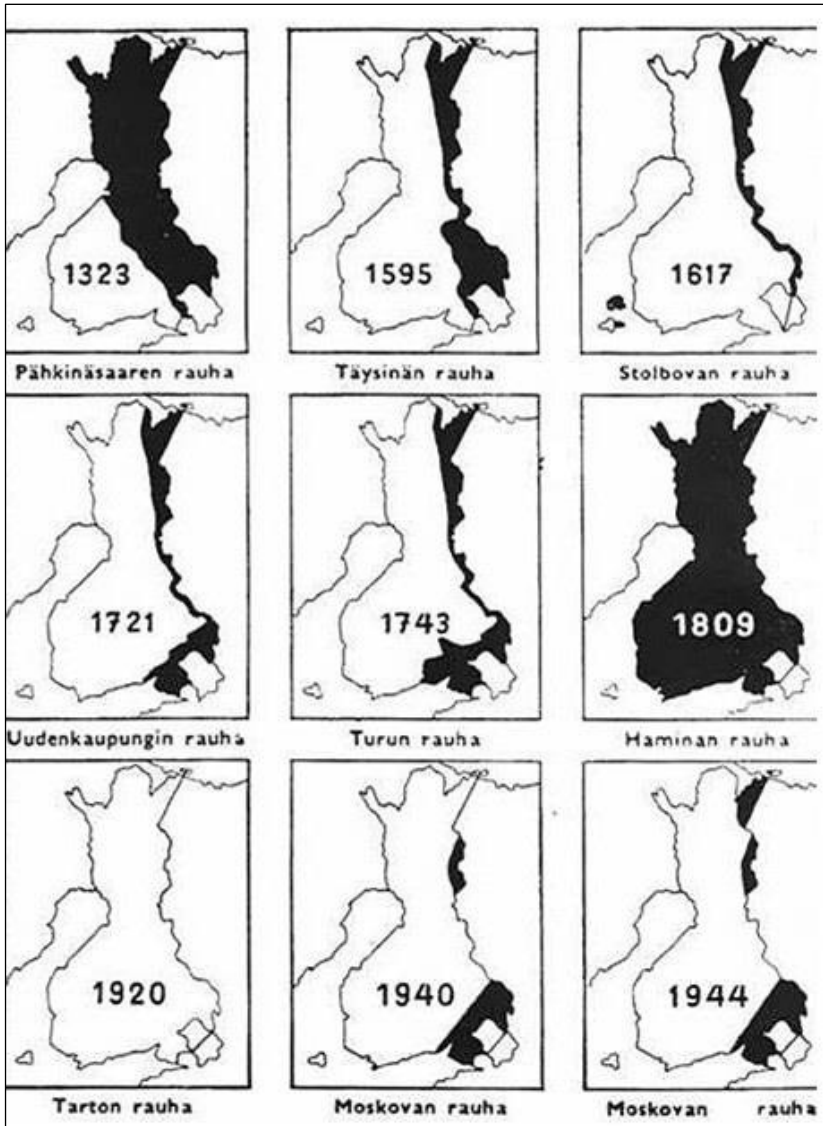 1323 1595 1617
Pähkinäsaaren rauha Täysinän rauha Stolbovan rauha
1721 1743 1809
Uudenkaupungin rauha Turun rauha Haminan rauha
1920 1940 1944
Tarton rauha Moskovan rauha Moskovan rauha